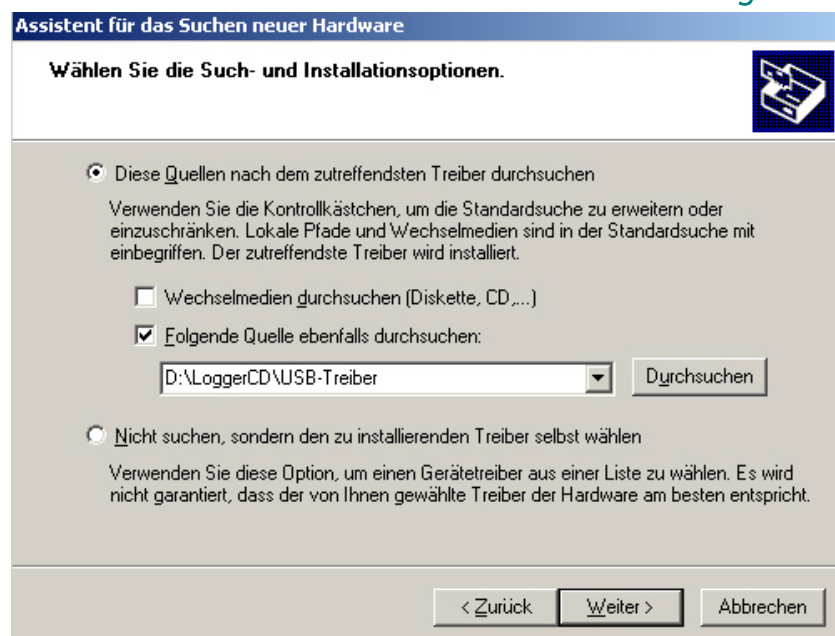 Assistent für das Suchen neuer Hardware
Wählen Sie die Such- und Installationsoptionen.
Diese Quellen nach dem zutreffendsten Treiber durchsuchen
Verwenden Sie die Kontrollkästchen, um die Standardsuche zu erweitern oder
einzuschränken. Lokale Pfade und Wechselmedien sind in der Standardsuche mit
einbegriffen. Der zutreffendste Treiber wird installiert.
Wechselmedien durchsuchen (Diskette, CD,...)
Folgende Quelle ebenfalls durchsuchen:
D:\LoggerCD\USB-Treiber
Durchsuchen
Nicht suchen, sondern den zu installierenden Treiber selbst wählen
Verwenden Sie diese Option, um einen Gerätetreiber aus einer Liste zu wählen. Es wird
nicht garantiert, dass der von Ihnen gewählte Treiber der Hardware am besten entspricht.
< Zurück Weiter > Abbrechen